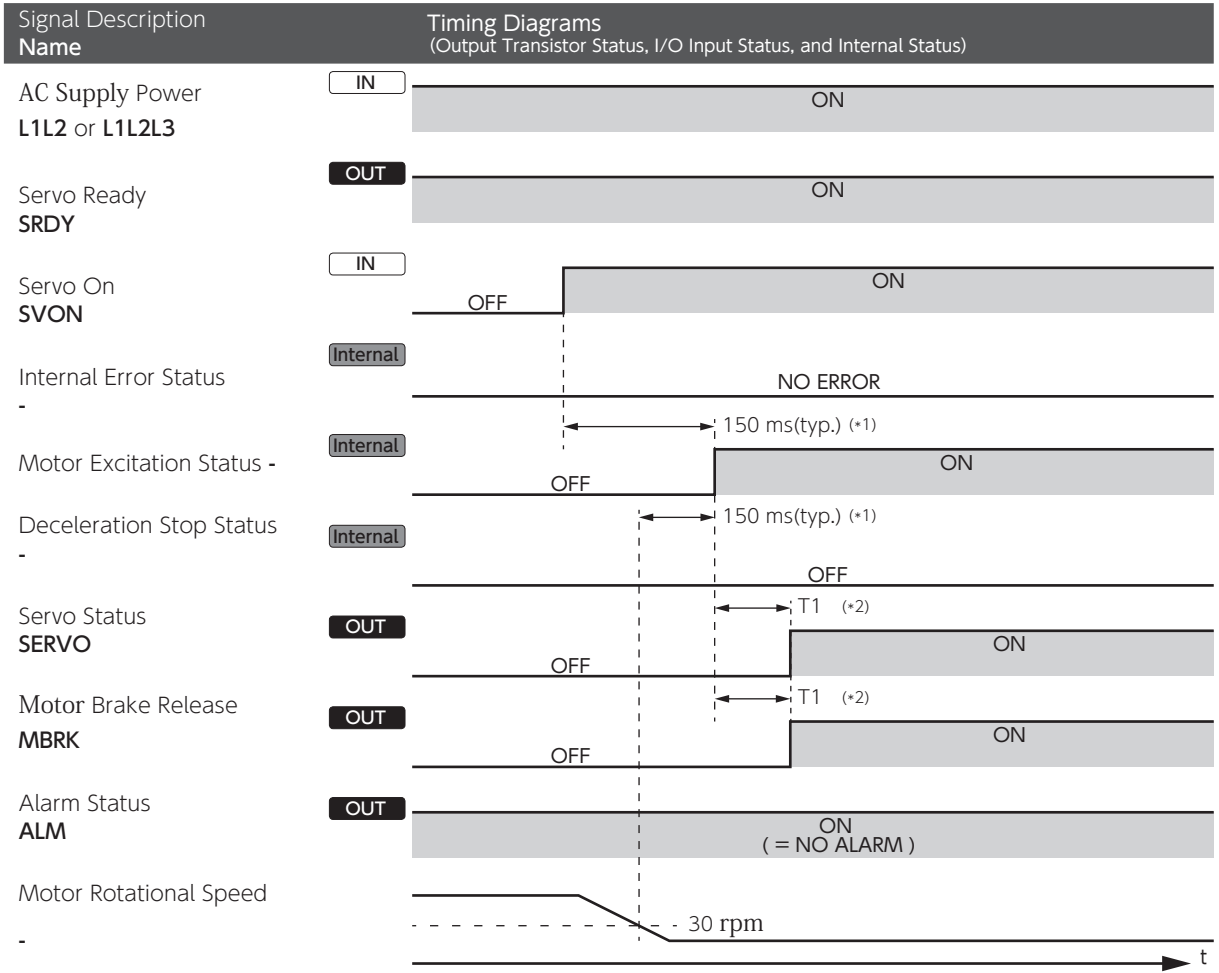 Signal Description
Name
Timing Diagrams
(Output Transistor Status, I/O Input Status, and Internal Status)
AC Supply Power
L1L2 or L1L2L3
IN
ON
Servo Ready
SRDY
OUT
ON
Servo On
SVON
IN
OFF
ON
Internal Error Status
-
Internal
NO ERROR
150 ms(typ.) (*1)
Motor Excitation Status -
Internal
OFF
ON
Deceleration Stop Status
-
Internal
150 ms(typ.) (*1)
OFF
Servo Status
SERVO
OUT
T1 (*2)
OFF
ON
Motor Brake Release
MBRK
OUT
T1 (*2)
OFF
ON
Alarm Status
ALM
OUT
ON
( = NO ALARM )
Motor Rotational Speed
-
30 rpm
t